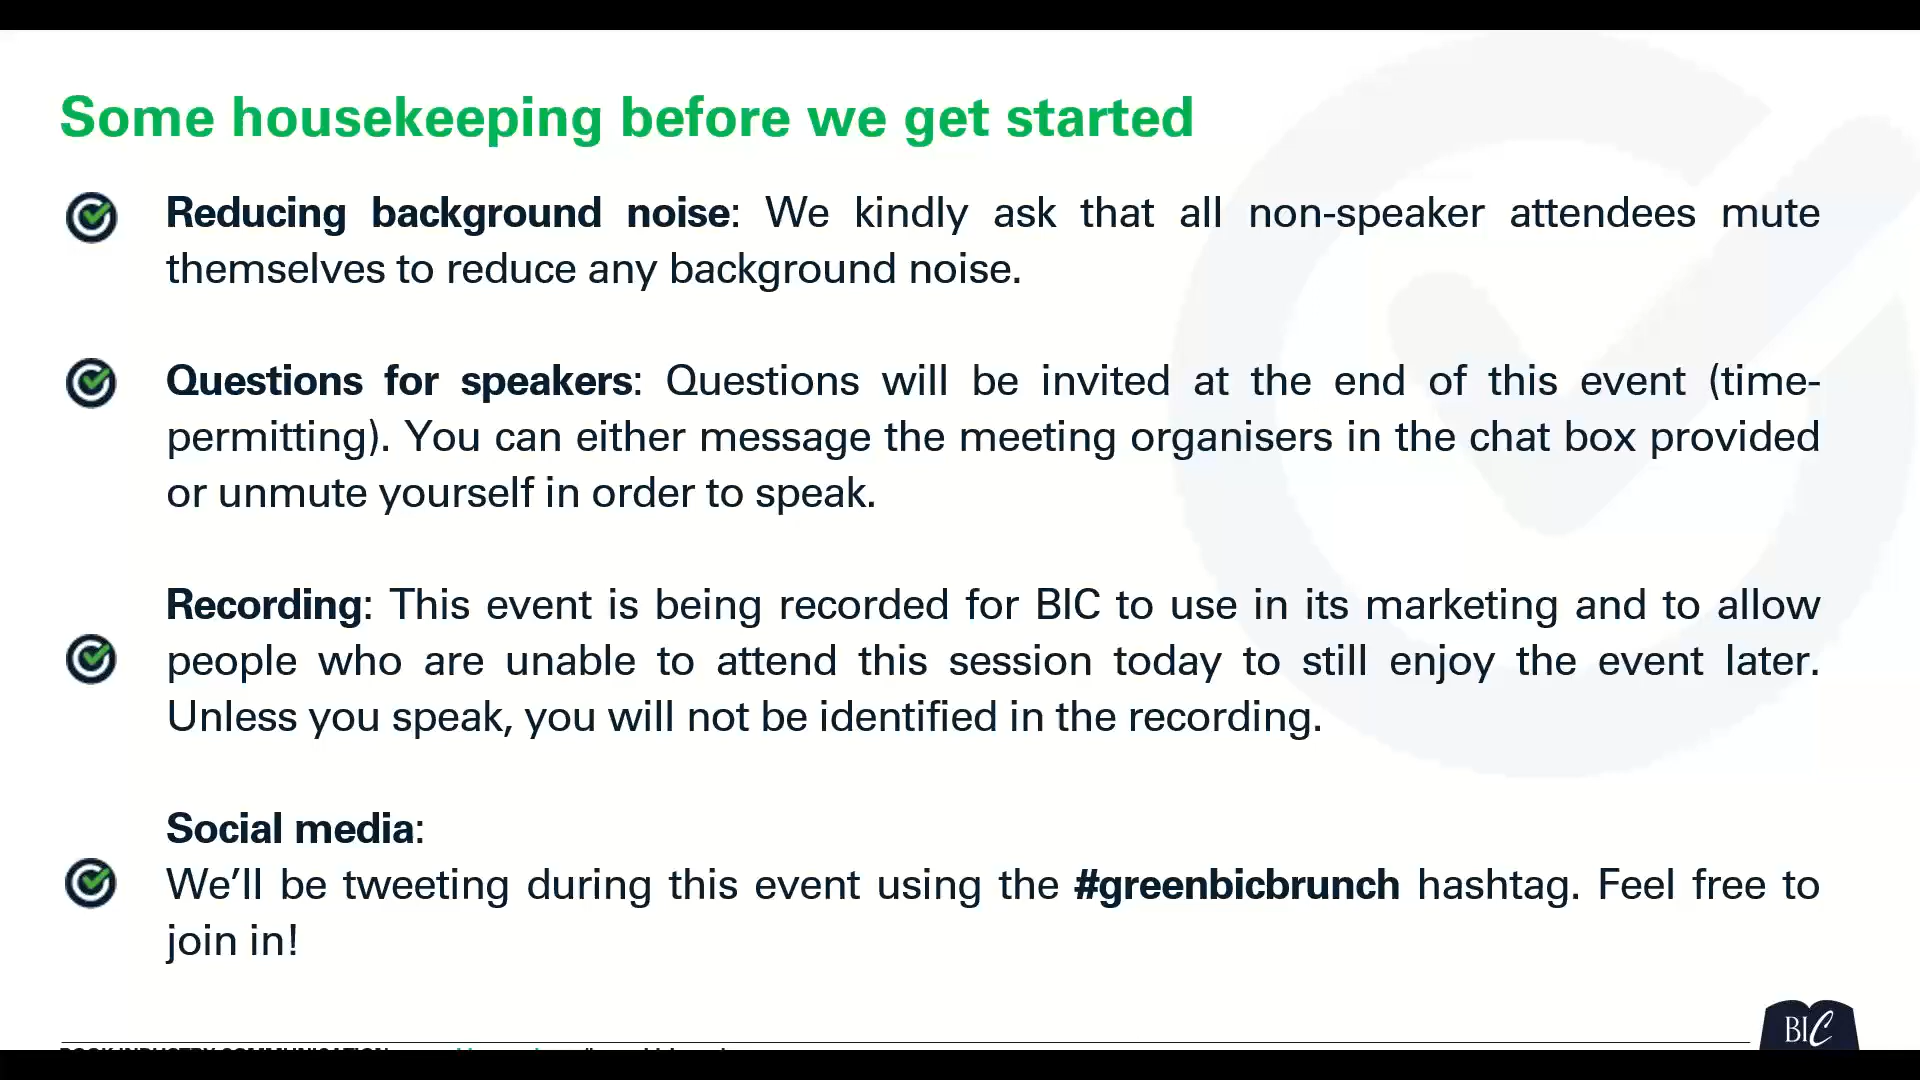 Some housekeeping before we get started
Reducing background noise: We kindly ask that all non-speaker attendees mute
themselves to reduce any background noise.
Questions for speakers: Questions will be invited at the end of this event (time-
permitting). You can either message the meeting organisers in the chat box provided
or unmute yourself in order to speak.
Recording: This event is being recorded for BIC to use in its marketing and to allow
people who are unable to attend this session today to still enjoy the event later.
Unless you speak, you will not be identified in the recording.
Social media:
We’ll be tweeting during this event using the #greenbicbrunch hashtag. Feel free to
join in!
BIC
BOOK INDUSTRY COMMUNICATION